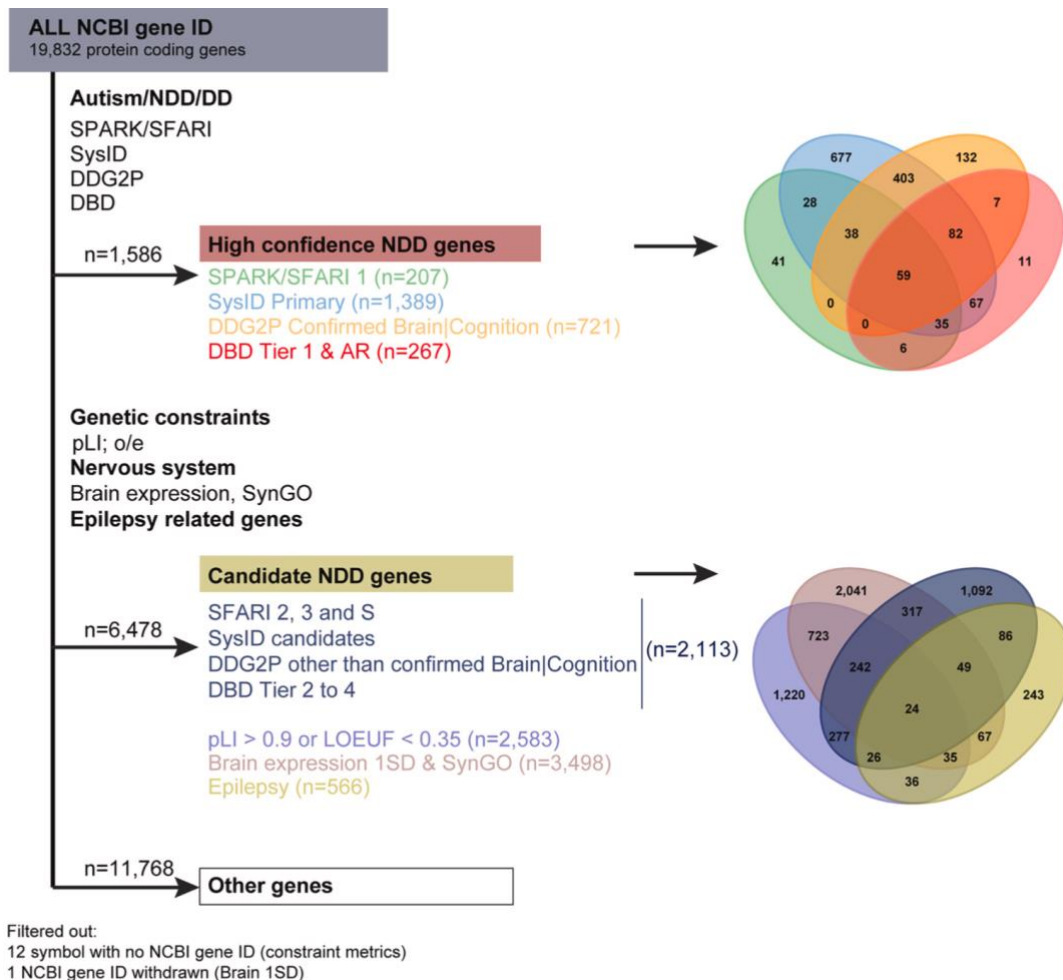 ALL NCBI gene ID
19,832 protein coding genes
Autism/NDD/DD
SPARK/SFARI
SysID
DDG2P
DBD
n=1,586
High confidence NDD genes
SPARK/SFARI 1 (n=207)
SysID Primary (n=1,389)
DDG2P Confirmed Brain|Cognition (n=721)
DBD Tier 1 & AR (n=267)
677
132
403
28
7
38
82
41
59
11
0
67
0
35
6
Genetic constraints
pLI; o/e
Nervous system
Brain expression, SynGO
Epilepsy related genes
n=6,478
Candidate NDD genes
SFARI 2, 3 and S
SysID candidates
DDG2P other than confirmed Brain|Cognition
DBD Tier 2 to 4
(n=2,113)
pLI > 0.9 or LOEUF < 0.35 (n=2,583)
Brain expression 1SD & SynGO (n=3,498)
Epilepsy (n=566)
2,041
1,092
317
723
86
242
49
1,220
24
243
277
67
26
35
36
n=11,768
Other genes
Filtered out:
12 symbol with no NCBI gene ID (constraint metrics)
1 NCBI gene ID withdrawn (Brain 1SD)